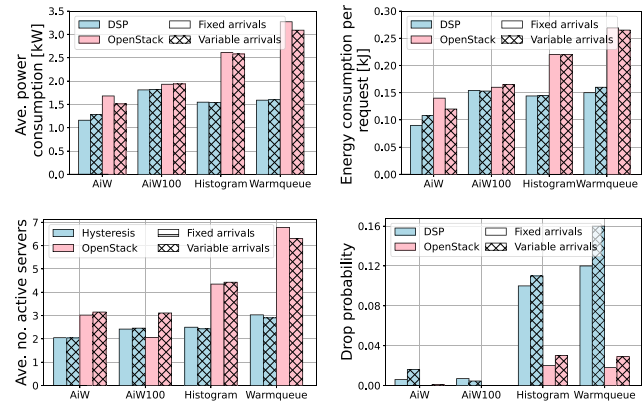 Ave. power
consumption [kW]
3.5
3.0
2.5
2.0
1.5
1.0
0.5
0.0
DSP
OpenStack
Fixed arrivals
Variable arrivals
AiW
AiW100
Histogram
Warmqueue
Energy consumption per
request [kJ]
0.30
0.25
0.20
0.15
0.10
0.05
0.00
DSP
OpenStack
Fixed arrivals
Variable arrivals
AiW
AiW100
Histogram
Warmqueue
Ave. no. active servers
7
6
5
4
3
2
1
0
Hysteresis
OpenStack
Fixed arrivals
Variable arrivals
AiW
AiW100
Histogram
Warmqueue
Drop probability
0.16
0.12
0.08
0.04
0.00
DSP
OpenStack
Fixed arrivals
Variable arrivals
AiW
AiW100
Histogram
Warmqueue